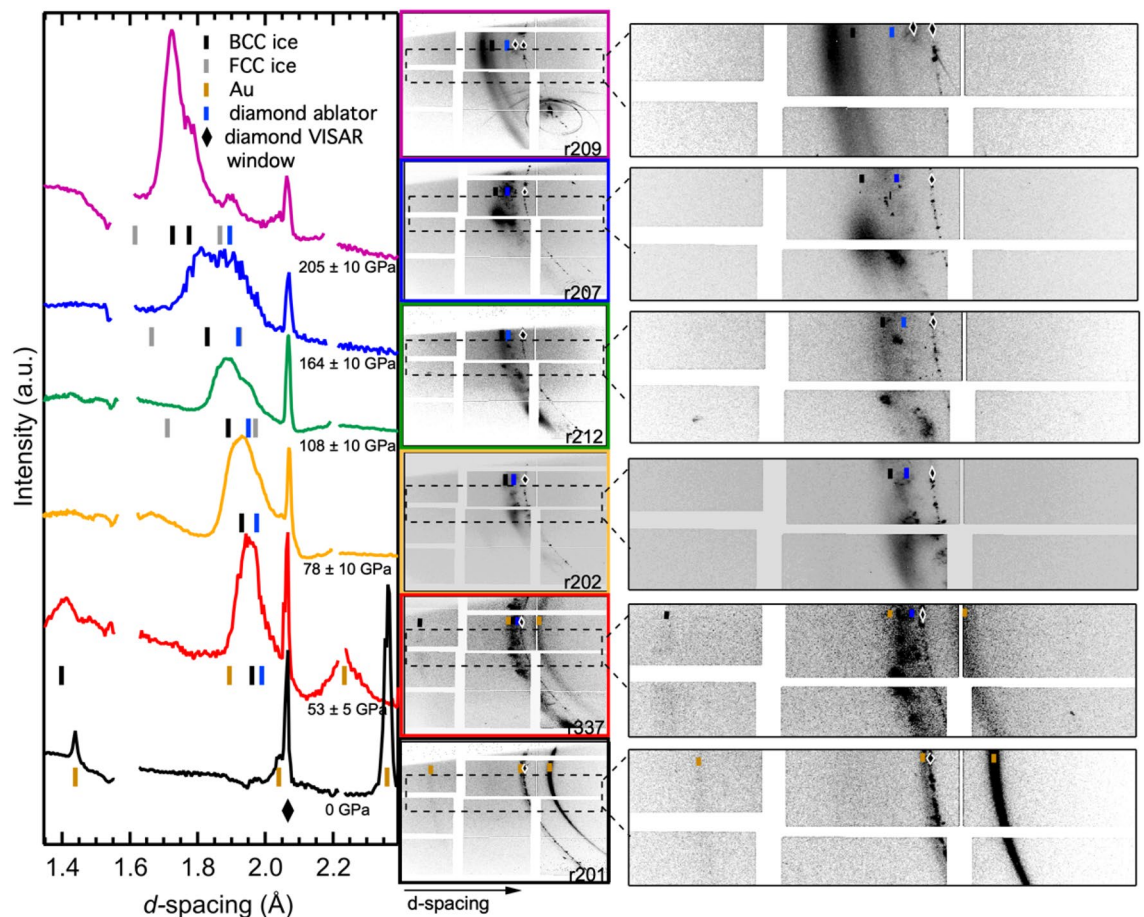 BCC ice
FCC ice
Au
diamond ablator
diamond VISAR
window
205 ± 10 GPa
164 ± 10 GPa
108 ± 10 GPa
78 ± 10 GPa
53 ± 5 GPa
0 GPa
Intensity (a.u.)
1.4 1.6 1.8 2.0 2.2
d-spacing (Å)
r209
r207
r212
r202
r337
r201
d-spacing